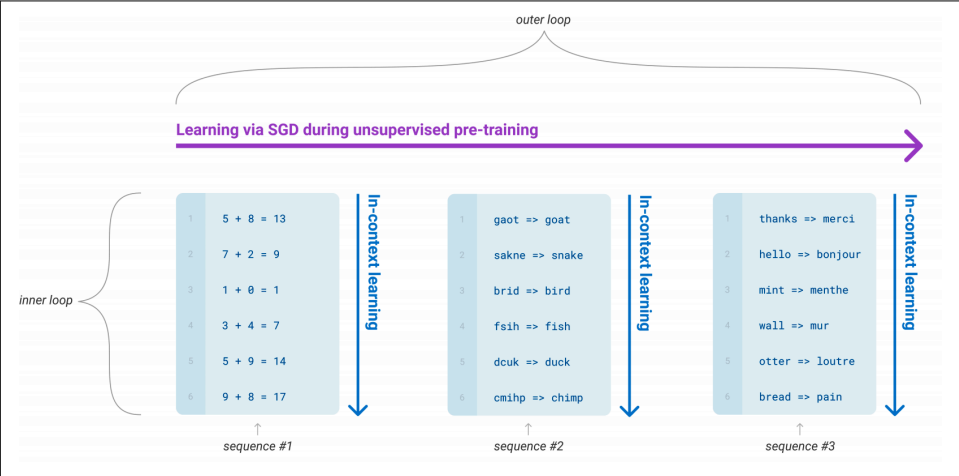 outer loop
Learning via SGD during unsupervised pre-training
inner loop
1 5 + 8 = 13
2 7 + 2 = 9
3 1 + 0 = 1
4 3 + 4 = 7
5 5 + 9 = 14
6 9 + 8 = 17
In-context learning
sequence #1
1 gaot => goat
2 sakne => snake
3 brid => bird
4 fsih => fish
5 dcuk => duck
6 cmihp => chimp
In-context learning
sequence #2
1 thanks => merci
2 hello => bonjour
3 mint => menthe
4 wall => mur
5 otter => loutre
6 bread => pain
In-context learning
sequence #3